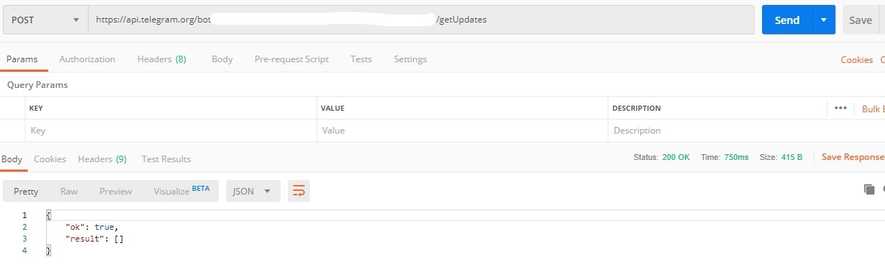 POST https://api.telegram.org/bot /getUpdates Send Save
Params Authorization Headers (8) Body Pre-request Script Tests Settings Cookies
Query Params
KEY VALUE DESCRIPTION ••• Bulk
Key Value Description
Body Cookies Headers (9) Test Results Status: 200 OK Time: 750ms Size: 415 B Save Response
Pretty Raw Preview Visualize BETA JSON
1 {
2 "ok": true,
3 "result": []
4 }